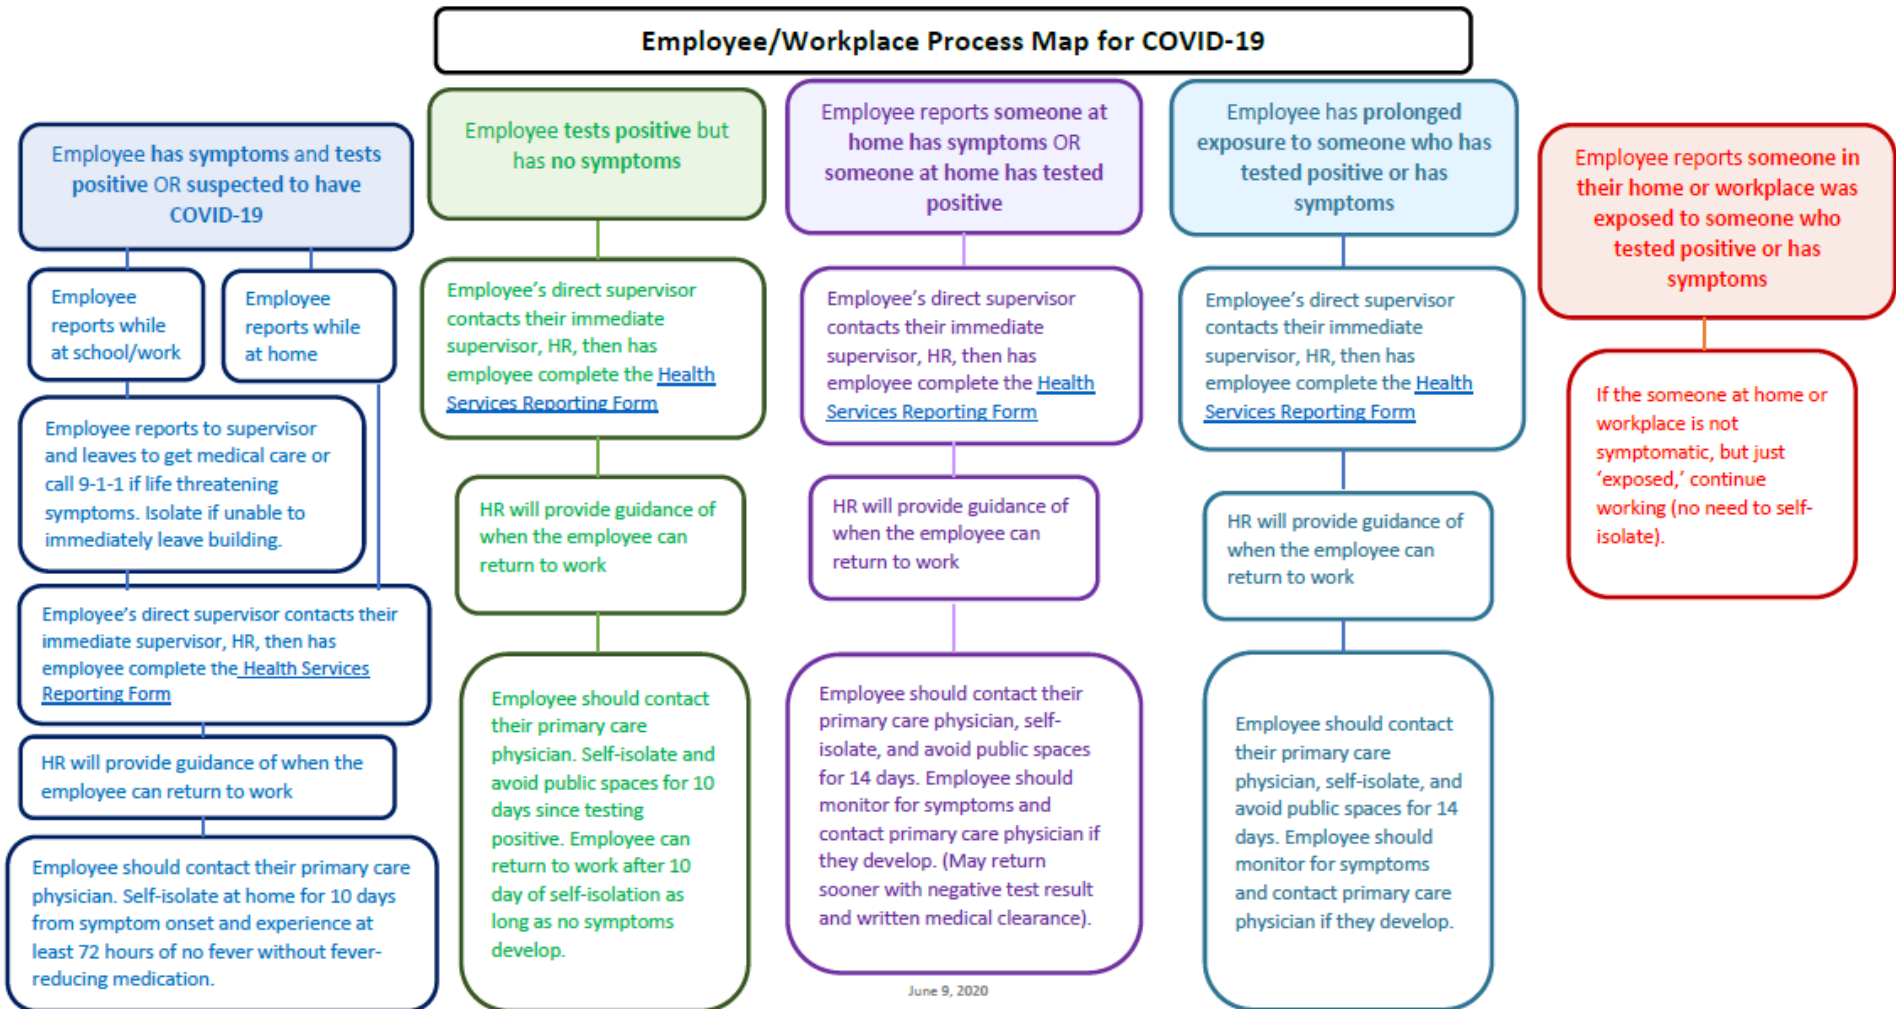 Employee/Workplace Process Map for COVID-19
Employee has symptoms and tests
positive OR suspected to have
COVID-19
Employee
reports while
at school/work
Employee
reports while
at home
Employee reports to supervisor
and leaves to get medical care or
call 9-1-1 if life threatening
symptoms. Isolate if unable to
immediately leave building.
Employee's direct supervisor contacts their
immediate supervisor, HR, then has
employee complete the Health Services
Reporting Form
HR will provide guidance of when the
employee can return to work
Employee should contact their primary care
physician. Self-isolate at home for 10 days
from symptom onset and experience at
least 72 hours of no fever without fever-
reducing medication.
Employee tests positive but
has no symptoms
Employee's direct supervisor
contacts their immediate
supervisor, HR, then has
employee complete the Health
Services Reporting Form
HR will provide guidance of
when the employee can
return to work
Employee should contact
their primary care
physician. Self-isolate and
avoid public spaces for 10
days since testing
positive. Employee can
return to work after 10
day of self-isolation as
long as no symptoms
develop.
Employee reports someone at
home has symptoms OR
someone at home has tested
positive
Employee's direct supervisor
contacts their immediate
supervisor, HR, then has
employee complete the Health
Services Reporting Form
HR will provide guidance of
when the employee can
return to work
Employee should contact their
primary care physician, self-
isolate, and avoid public spaces
for 14 days. Employee should
monitor for symptoms and
contact primary care physician if
they develop. (May return
sooner with negative test result
and written medical clearance).
Employee has prolonged
exposure to someone who has
tested positive or has
symptoms
Employee's direct supervisor
contacts their immediate
supervisor, HR, then has
employee complete the Health
Services Reporting Form
HR will provide guidance of
when the employee can
return to work
Employee should contact
their primary care
physician, self-isolate, and
avoid public spaces for 14
days. Employee should
monitor for symptoms
and contact primary care
physician if they develop.
Employee reports someone in
their home or workplace was
exposed to someone who
tested positive or has
symptoms
If the someone at home or
workplace is not
symptomatic, but just
‘exposed,’ continue
working (no need to self-
isolate).
June 9, 2020